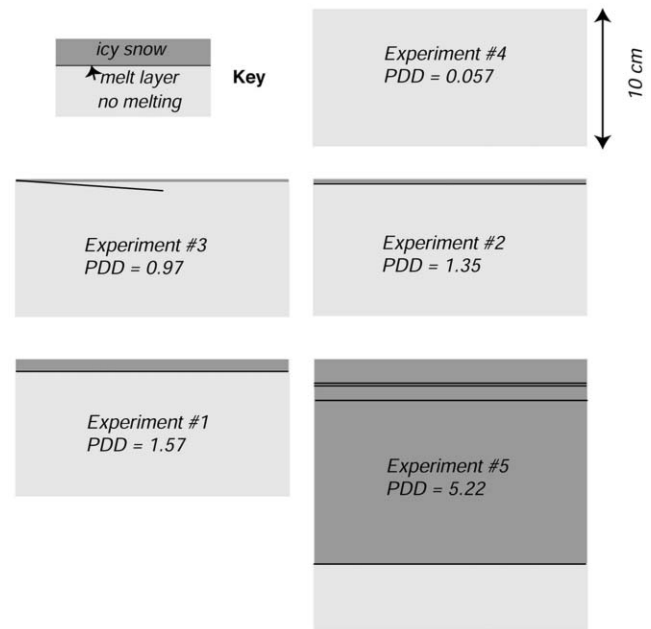 icy snow
melt layer
no melting
Key
Experiment #4
PDD = 0.057
10 cm
Experiment #3
PDD = 0.97
Experiment #2
PDD = 1.35
Experiment #1
PDD = 1.57
Experiment #5
PDD = 5.22